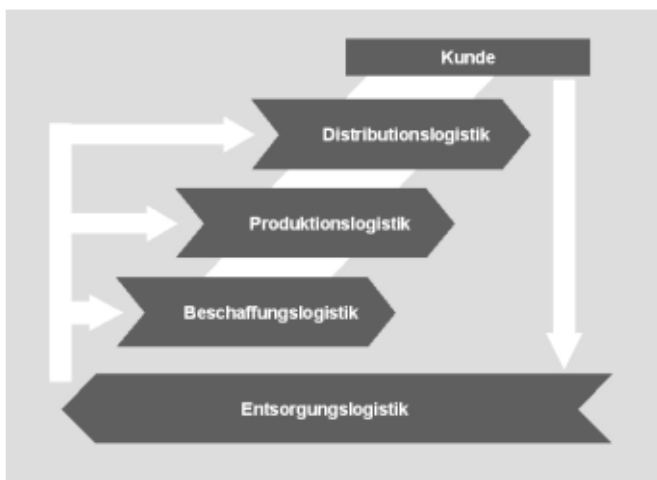 Kunde
Distributionslogistik
Produktionslogistik
Beschaffungslogistik
Entsorgungslogistik